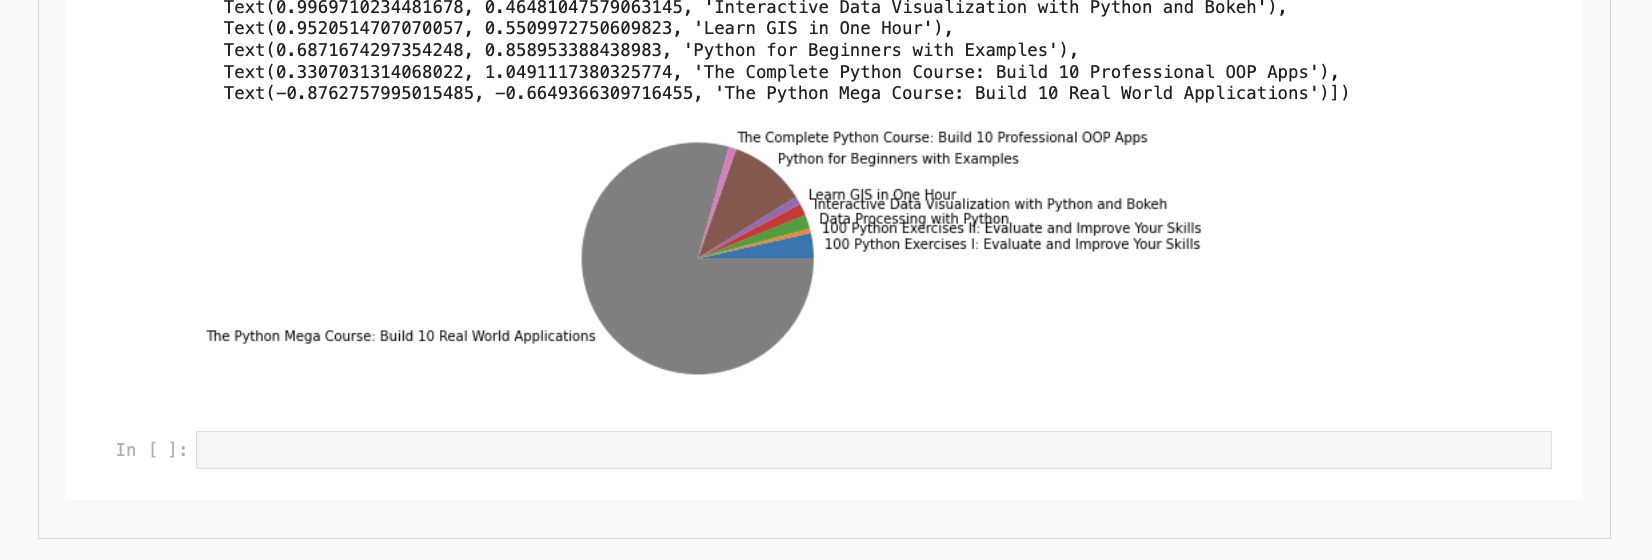 Text(0.9969710234481678, 0.46481047579063145, 'Interactive Data Visualization with Python and Bokeh'),
Text(0.9520514707070057, 0.5509972750609823, 'Learn GIS in One Hour'),
Text(0.6871674297354248, 0.858953388438983, 'Python for Beginners with Examples'),
Text(0.3307031314068022, 1.0491117380325774, 'The Complete Python Course: Build 10 Professional OOP Apps'),
Text(−0.8762757995015485, −0.6649366309716455, 'The Python Mega Course: Build 10 Real World Applications')])
The Complete Python Course: Build 10 Professional OOP Apps
Python for Beginners with Examples
Learn GIS in One Hour
Interactive Data Visualization with Python and Bokeh
Data Processing with Python
100 Python Exercises II: Evaluate and Improve Your Skills
100 Python Exercises I: Evaluate and Improve Your Skills
The Python Mega Course: Build 10 Real World Applications
In [ ]: